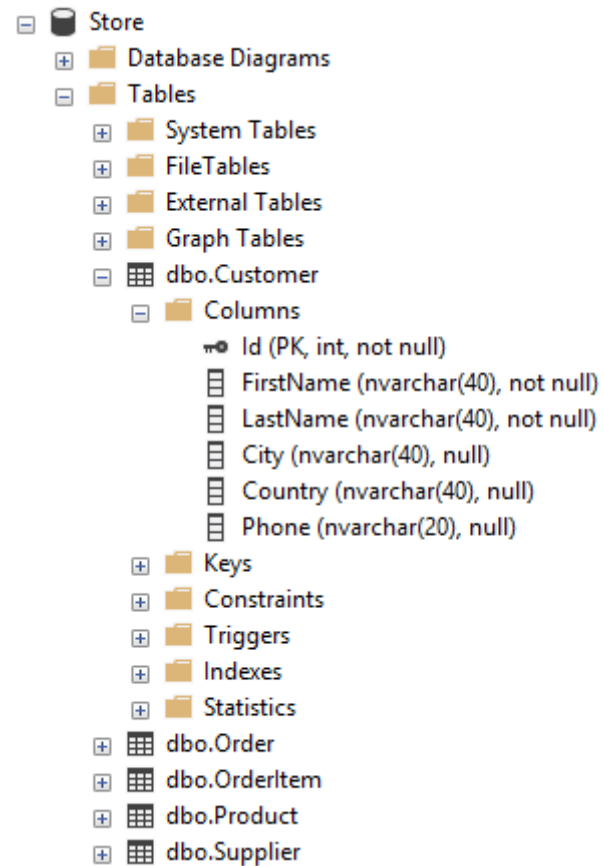 Store
Database Diagrams
Tables
System Tables
FileTables
External Tables
Graph Tables
dbo.Customer
Columns
Id (PK, int, not null)
FirstName (nvarchar(40), not null)
LastName (nvarchar(40), not null)
City (nvarchar(40), null)
Country (nvarchar(40), null)
Phone (nvarchar(20), null)
Keys
Constraints
Triggers
Indexes
Statistics
dbo.Order
dbo.OrderItem
dbo.Product
dbo.Supplier